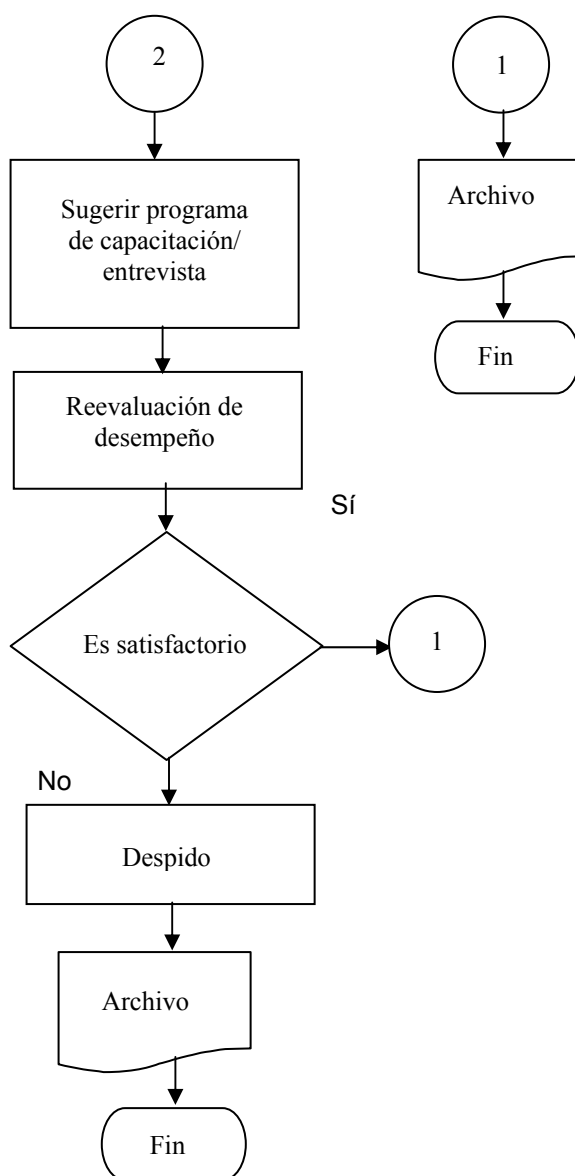 2
Sugerir programa
de capacitación/
entrevista
Reevaluación de
desempeño
Sí
Es satisfactorio
1
No
Despido
Archivo
Fin
1
Archivo
Fin